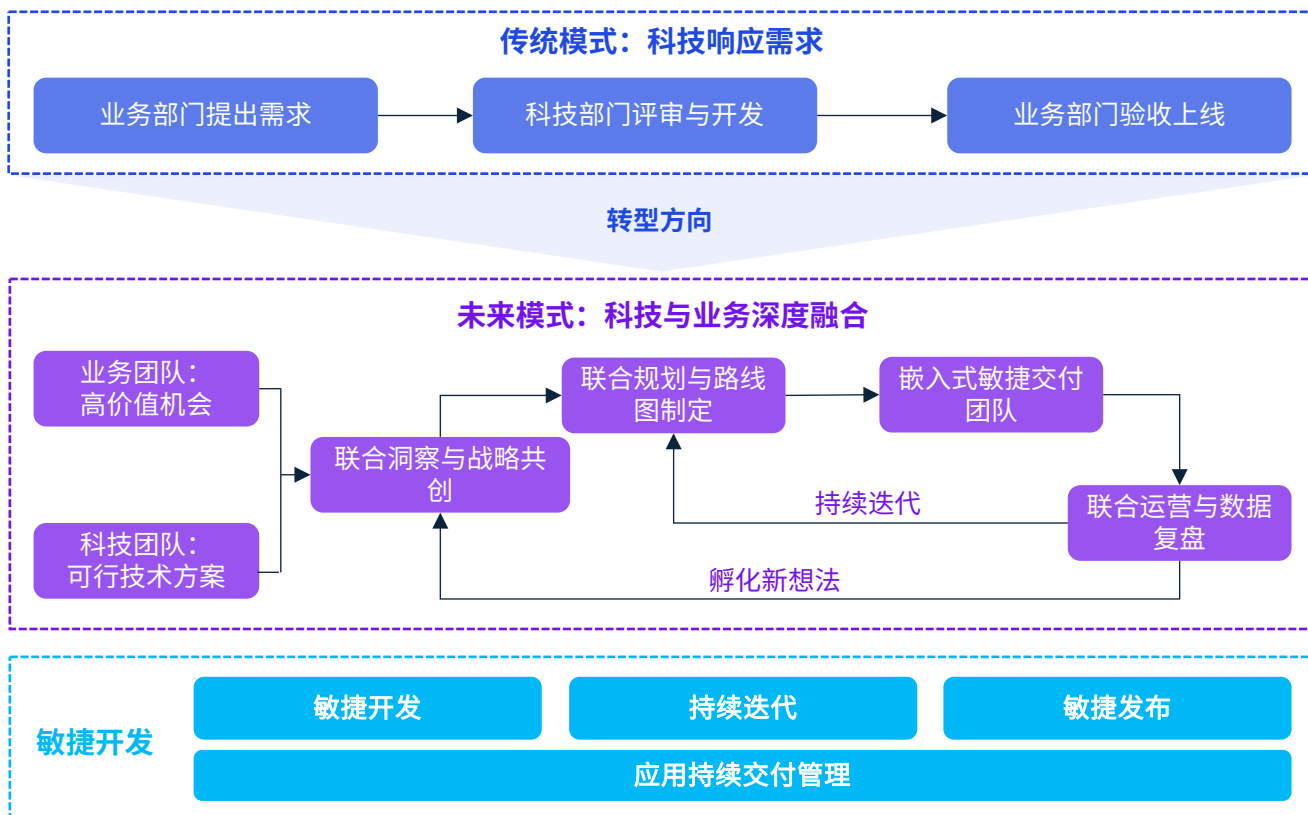 传统模式：科技响应需求
业务部门提出需求
科技部门评审与开发
业务部门验收上线
转型方向
未来模式：科技与业务深度融合
业务团队：
高价值机会
科技团队：
可行技术方案
联合洞察与战略共
创
联合规划与路线
图制定
嵌入式敏捷交付
团队
联合运营与数据
复盘
持续迭代
孵化新想法
敏捷开发
敏捷开发
持续迭代
敏捷发布
应用持续交付管理